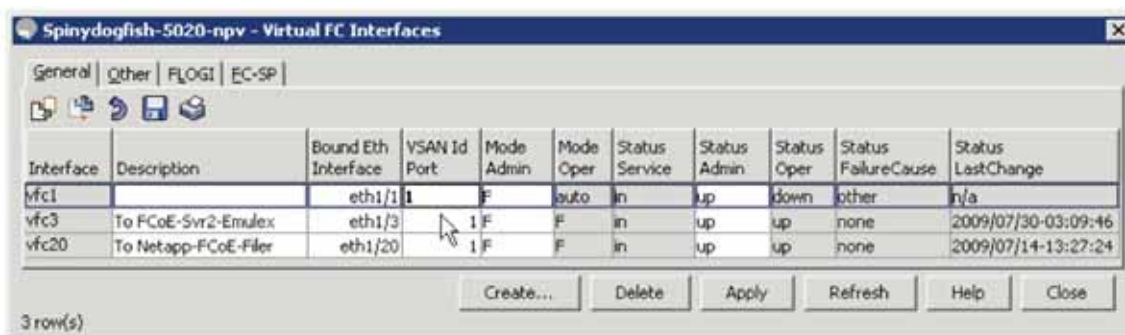 Spinydogfish-5020-npv - Virtual FC Interfaces
General Other FLOGI FC-SP
Interface Description Bound Eth Interface VSAN Id Port Mode Admin Mode Oper Status Service Status Admin Status Oper Status FailureCause Status LastChange
vfc1 eth1/1 1 F auto in up down other n/a
vfc3 To FCoE-Svr2-Emulex eth1/3 1 F F in up up none 2009/07/30-03:09:46
vfc20 To Netapp-FCoE-Filer eth1/20 1 F F in up up none 2009/07/14-13:27:24
Create... Delete Apply Refresh Help Close
3 row(s)